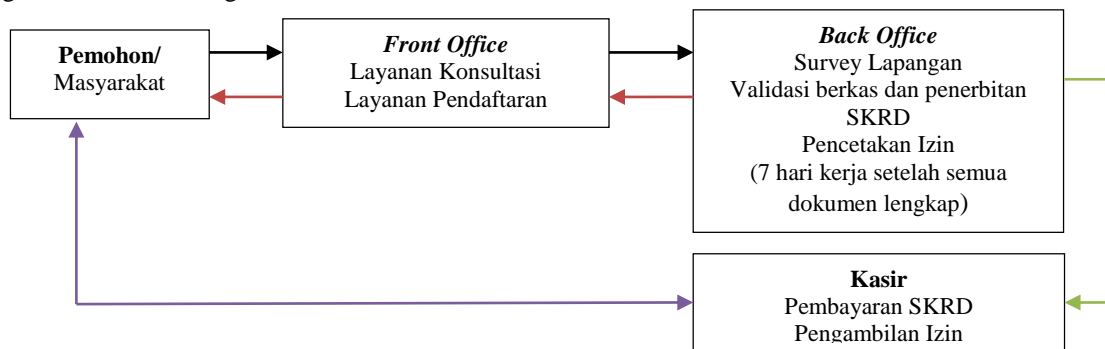 Pemohon/
Masyarakat
Front Office
Layanan Konsultasi
Layanan Pendaftaran
Back Office
Survey Lapangan
Validasi berkas dan penerbitan
SKRD
Pencetakan Izin
(7 hari kerja setelah semua
dokumen lengkap)
Kasir
Pembayaran SKRD
Pengambilan Izin